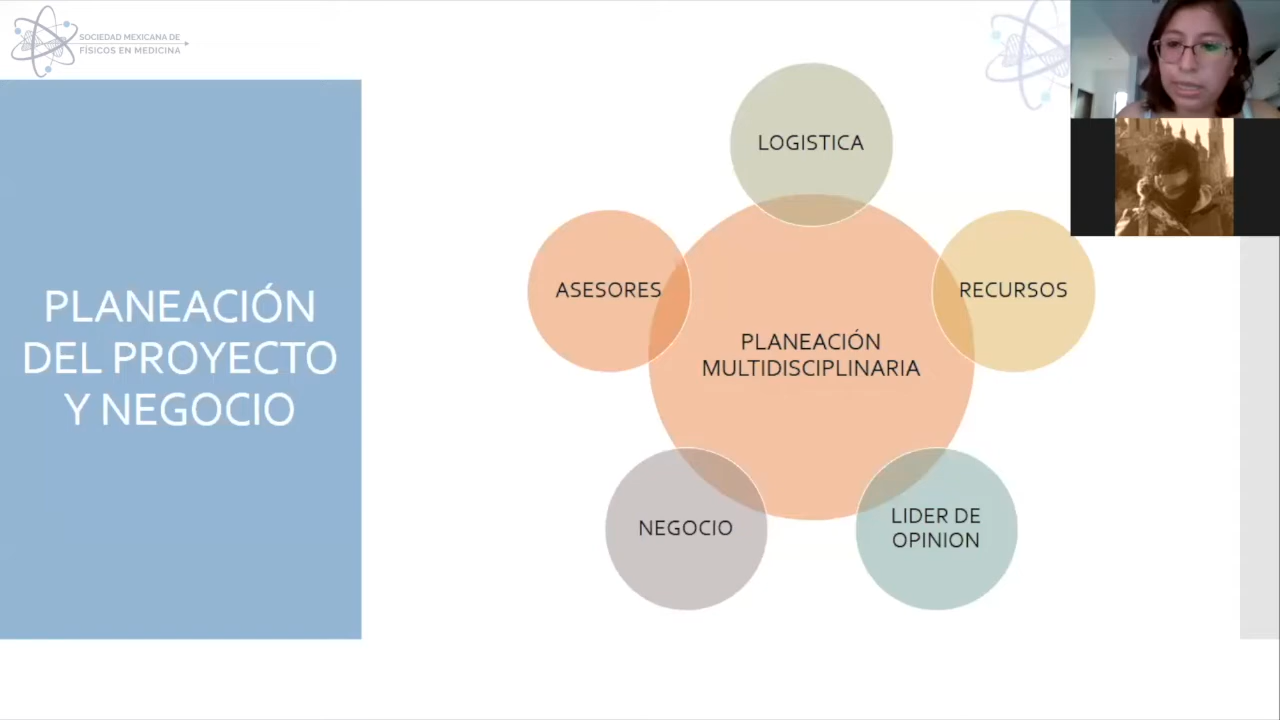 SOCIEDAD MEXICANA DE
FÍSICOS EN MEDICINA
PLANEACIÓN
DEL PROYECTO
Y NEGOCIO
LOGISTICA
ASESORES
RECURSOS
PLANEACIÓN
MULTIDISCIPLINARIA
NEGOCIO
LIDER DE
OPINION